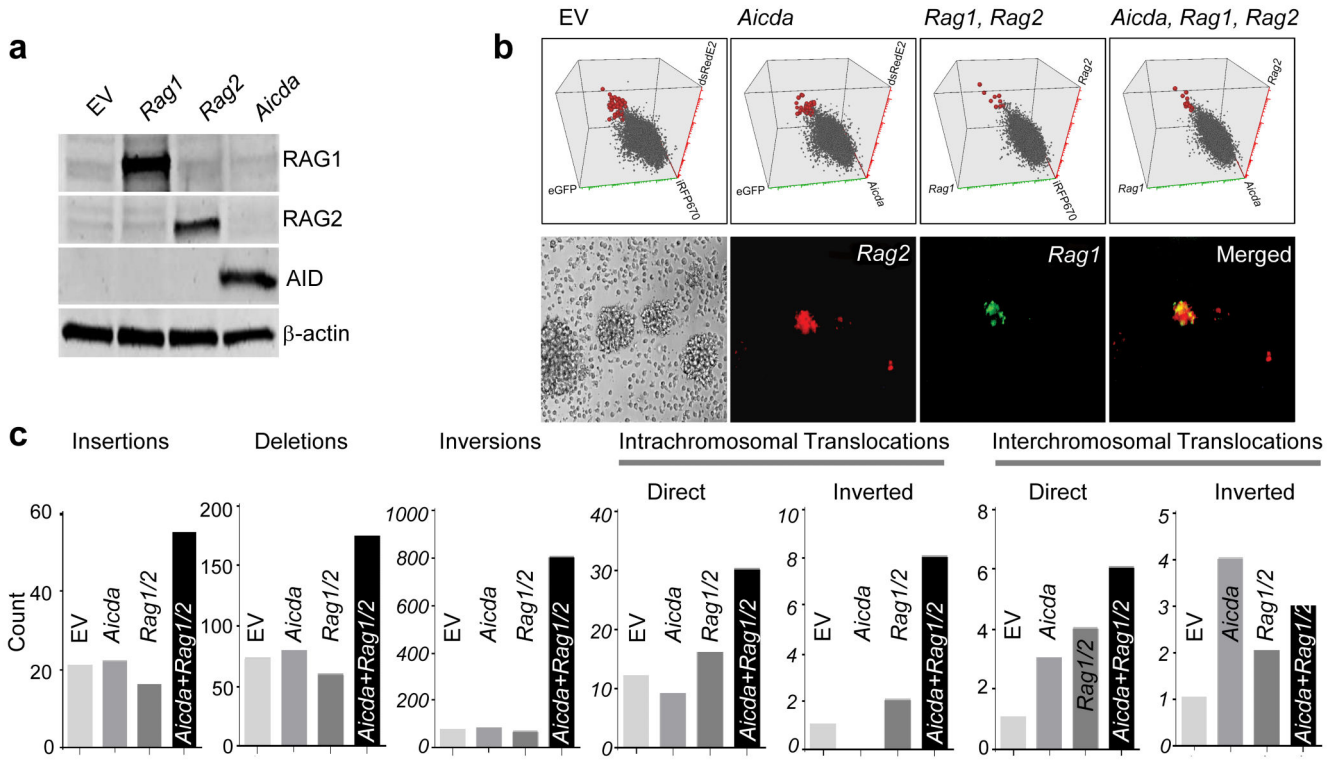 a
EV
Rag1
Rag2
Aicda
RAG1
RAG2
AID
β-actin
b
EV
Aicda
Rag1, Rag2
Aicda, Rag1, Rag2
dsRedE2
eGFP
iRFP670
dsRedE2
eGFP
Aicda
Rag2
Rag1
iRFP670
Rag2
Rag1
Aicda
Rag2
Rag1
Merged
c
Insertions
Count
60
40
20
0
EV
Aicda
Rag1/2
Aicda+Rag1/2
Deletions
200
150
100
50
0
EV
Aicda
Rag1/2
Aicda+Rag1/2
Inversions
1000
800
600
400
200
0
EV
Aicda
Rag1/2
Aicda+Rag1/2
Intrachromosomal Translocations
Direct
40
30
20
10
0
EV
Aicda
Rag1/2
Aicda+Rag1/2
Inverted
10
8
6
4
2
0
EV
Rag1/2
Aicda+Rag1/2
Interchromosomal Translocations
Direct
8
6
4
2
0
EV
Aicda
Rag1/2
Aicda+Rag1/2
Inverted
5
4
3
2
1
0
EV
Aicda
Rag1/2
Aicda+Rag1/2